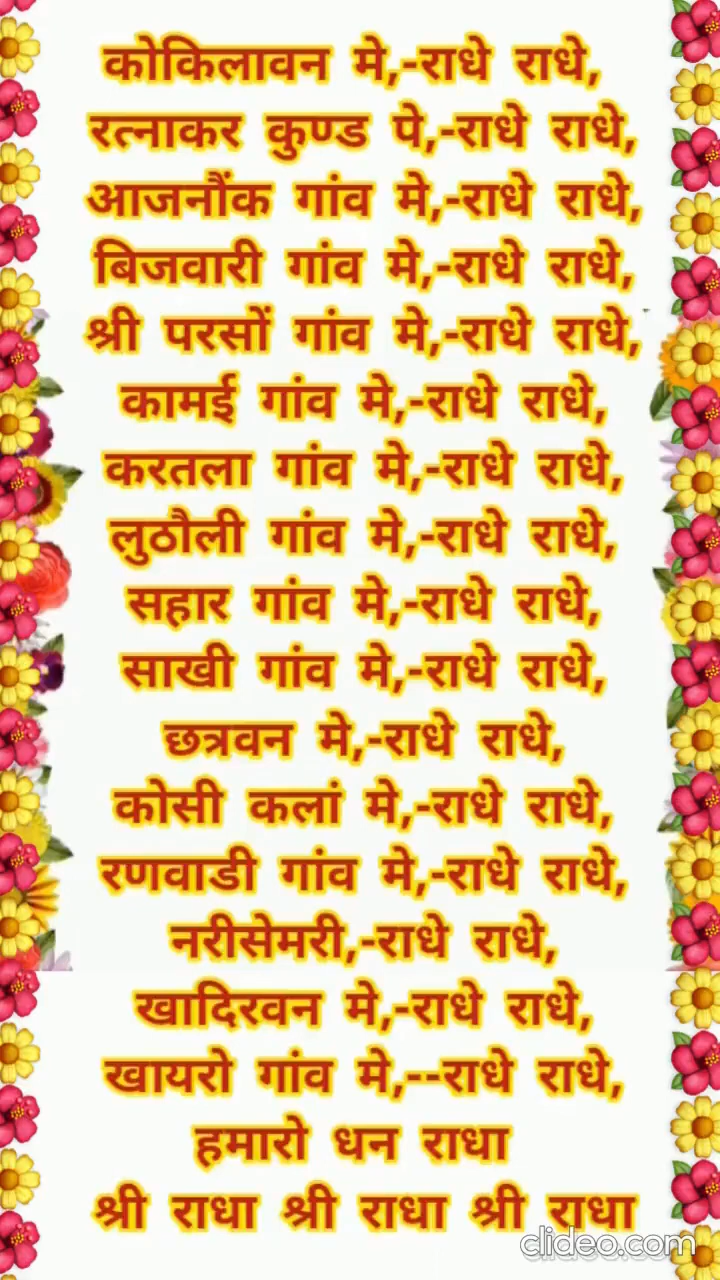 कोकिलावन मे,-राधे राधे,
रत्नाकर कुण्ड पे,-राधे राधे,
आजनौंक गांव मे,-राधे राधे,
बिजवारी गांव मे,-राधे राधे,
श्री परसों गांव मे,-राधे राधे,
कामई गांव मे,-राधे राधे,
करतला गांव मे,-राधे राधे,
लुठौली गांव मे,-राधे राधे,
सहार गांव मे,-राधे राधे,
साखी गांव मे,-राधे राधे,
छत्रवन मे,-राधे राधे,
कोसी कलां मे,-राधे राधे,
रणवाडी गांव मे,-राधे राधे,
नरीसेमरी,-राधे राधे,
खादिरवन मे,-राधे राधे,
खायरो गांव मे,--राधे राधे,
हमारो धन राधा
श्री राधा श्री राधा श्री राधा
clideo.com